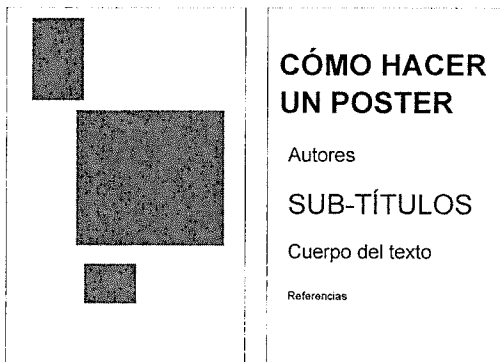 CÓMO HACER
UN POSTER
Autores
SUB-TÍTULOS
Cuerpo del texto
Referencias